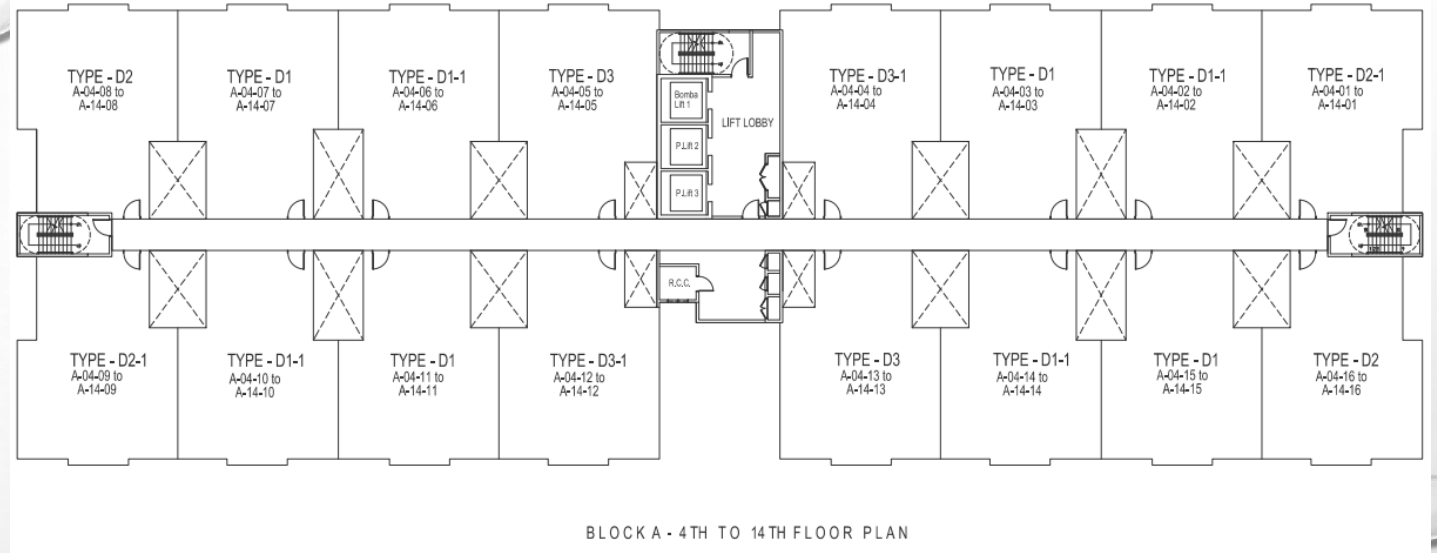 TYPE - D2
A-04-08 to
A-14-08
TYPE - D1
A-04-07 to
A-14-07
TYPE - D1-1
A-04-06 to
A-14-06
TYPE - D3
A-04-05 to
A-14-05
Bomba
Lift 1
P.Lift 2
P.Lift 3
LIFT LOBBY
TYPE - D3-1
A-04-04 to
A-14-04
TYPE - D1
A-04-03 to
A-14-03
TYPE - D1-1
A-04-02 to
A-14-02
TYPE - D2-1
A-04-01 to
A-14-01
R.C.C.
TYPE - D2-1
A-04-09 to
A-14-09
TYPE - D1-1
A-04-10 to
A-14-10
TYPE - D1
A-04-11 to
A-14-11
TYPE - D3-1
A-04-12 to
A-14-12
TYPE - D3
A-04-13 to
A-14-13
TYPE - D1-1
A-04-14 to
A-14-14
TYPE - D1
A-04-15 to
A-14-15
TYPE - D2
A-04-16 to
A-14-16
BLOCK A - 4TH TO 14TH FLOOR PLAN